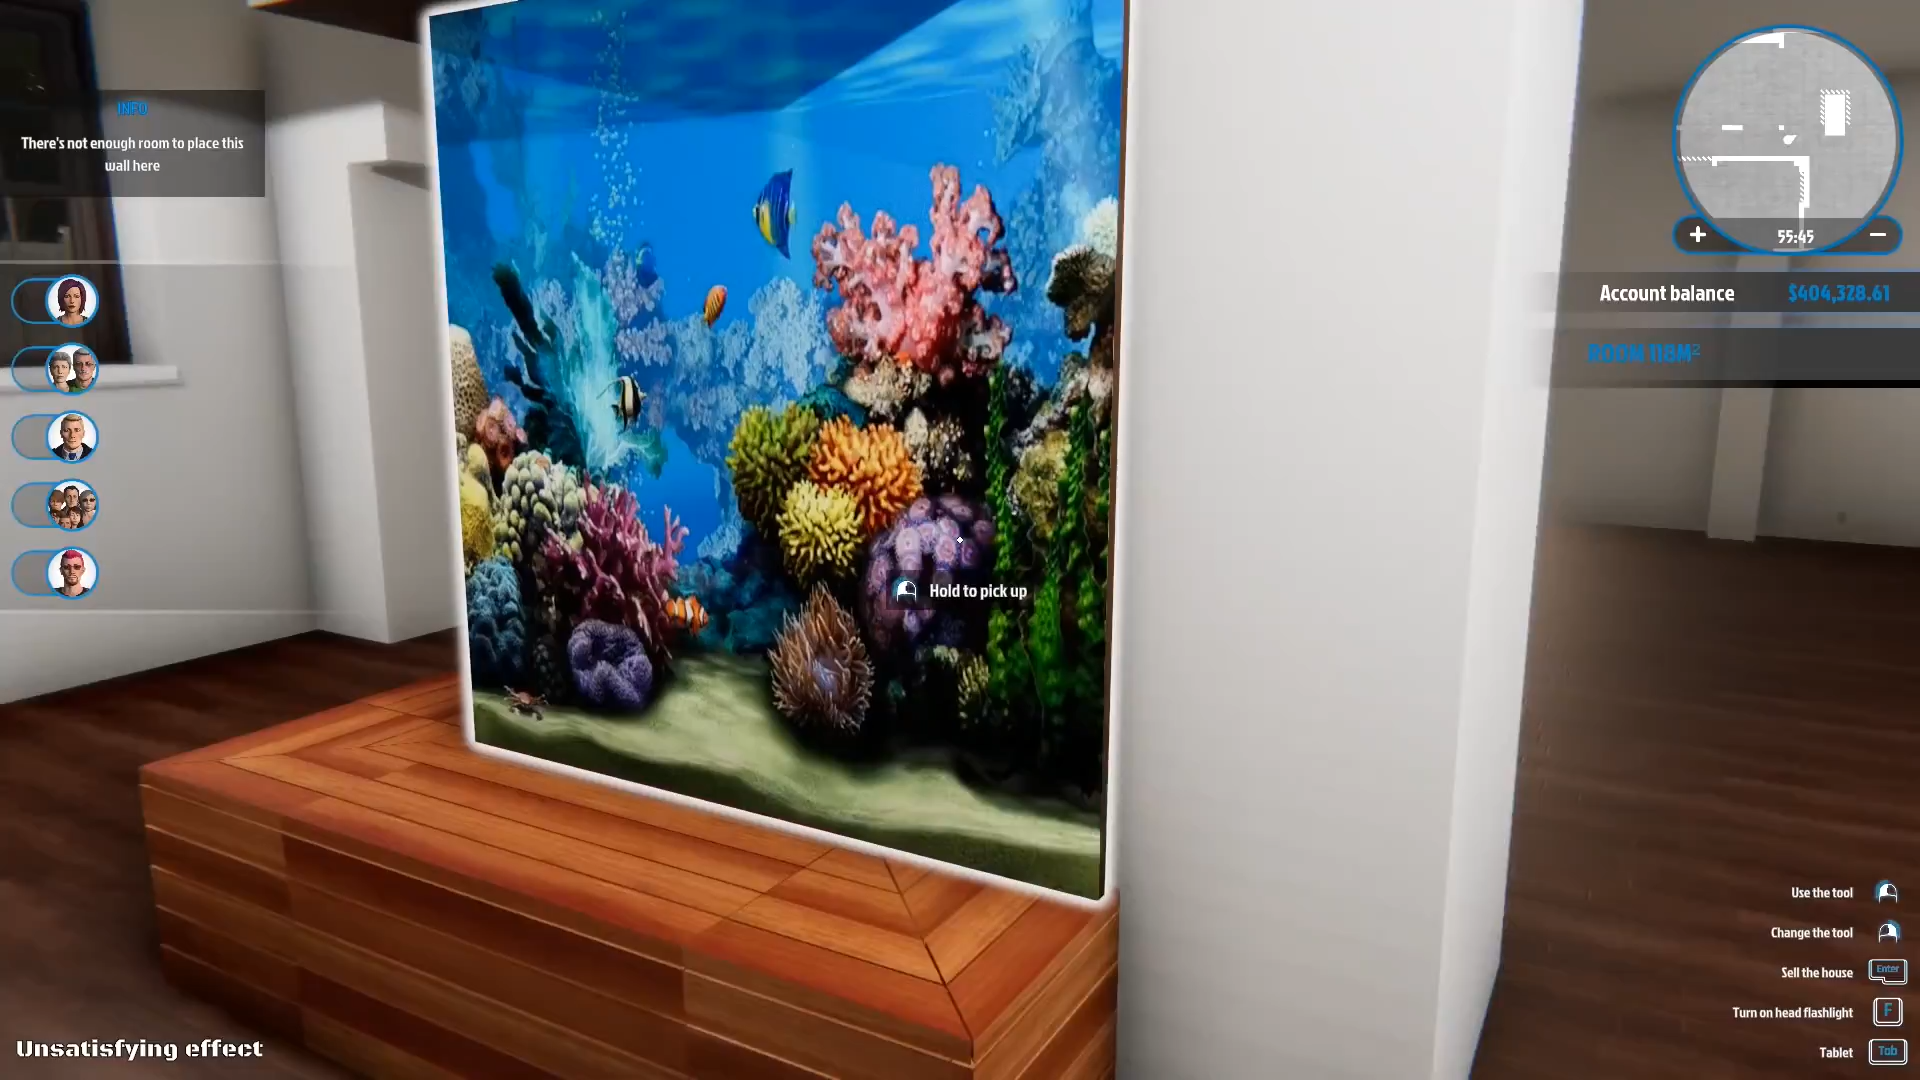 INFO
There's not enough room to place this
wall here
+ 55:45 −
Account balance $404,328.61
ROOM 118M²
Hold to pick up
Use the tool
Change the tool
Sell the house Enter
Turn on head flashlight F
Tablet Tab
Unsatisfying effect